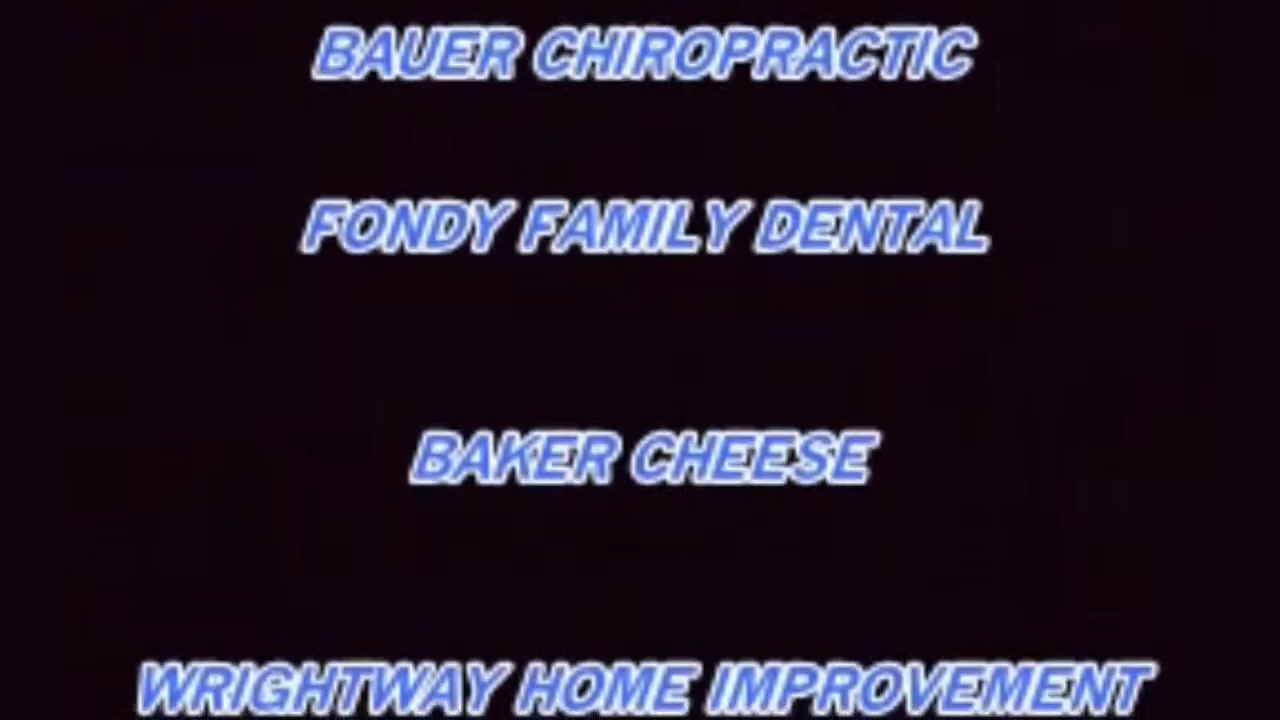 BAUER CHIROPRACTIC
FONDY FAMILY DENTAL
BAKER CHEESE
WRIGHTWAY HOME IMPROVEMENT